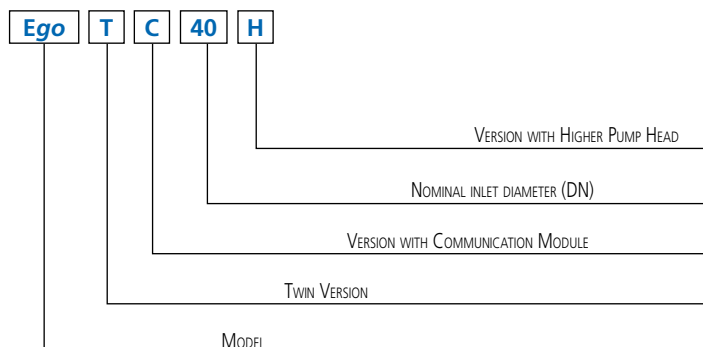 Ego T C 40 H
Version with Higher Pump Head
Nominal inlet diameter (DN)
Version with Communication Module
Twin Version
Model